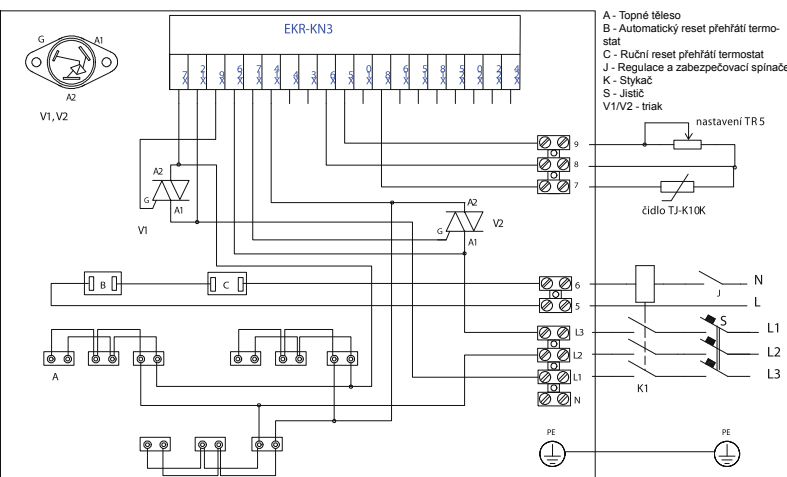 EKR-KN3
G
A1
A2
V1, V2
A - Topné těleso
B - Automatický reset přehřátí termo-
stat
C - Ruční reset přehřátí termostat
J - Regulace a zabezpečovací spínače
K - Stykač
S - Jistič
V1/V2 - triak
nastavení TR 5
9
8
7
čidlo TJ-K10K
A2
G
A1
V1
A2
G
A1
V2
B
C
6
5
J
N
L
A
L3
L2
L1
N
S
L1
L2
L3
K1
PE
PE